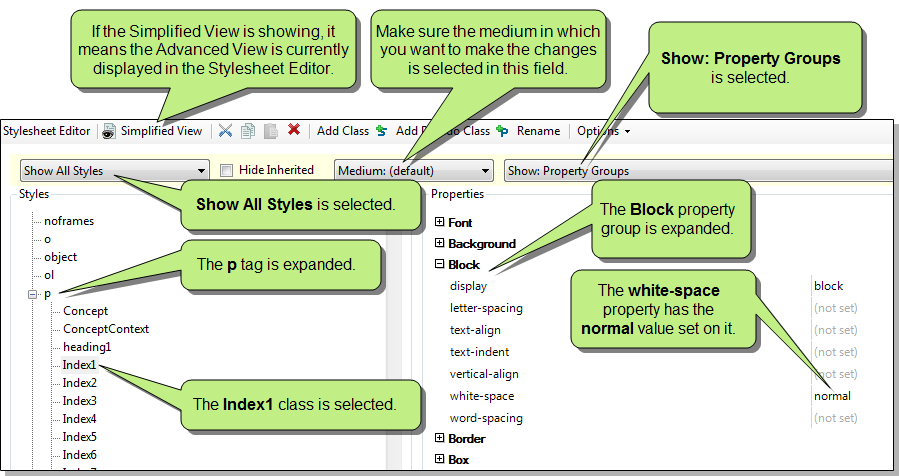 If the Simplified View is showing, it
means the Advanced View is currently
displayed in the Stylesheet Editor.
Make sure the medium in which
you want to make the changes
is selected in this field.
Show: Property Groups
is selected.
Stylesheet Editor Simplified View Add Class Add Class Rename Options
Show All Styles Hide Inherited Medium: (default) Show: Property Groups
Styles
noframes
o
object
ol
p
Concept
ConceptContext
heading1
Index1
Index2
Index3
Index4
Index5
Index6
Show All Styles is selected.
The p tag is expanded.
The Index1 class is selected.
Properties
Font
Background
Block
display block
letter-spacing (not set)
text-align (not set)
text-indent (not set)
vertical-align (not set)
white-space normal
word-spacing (not set)
Border
Box
The Block property
group is expanded.
The white-space
property has the
normal value set on it.